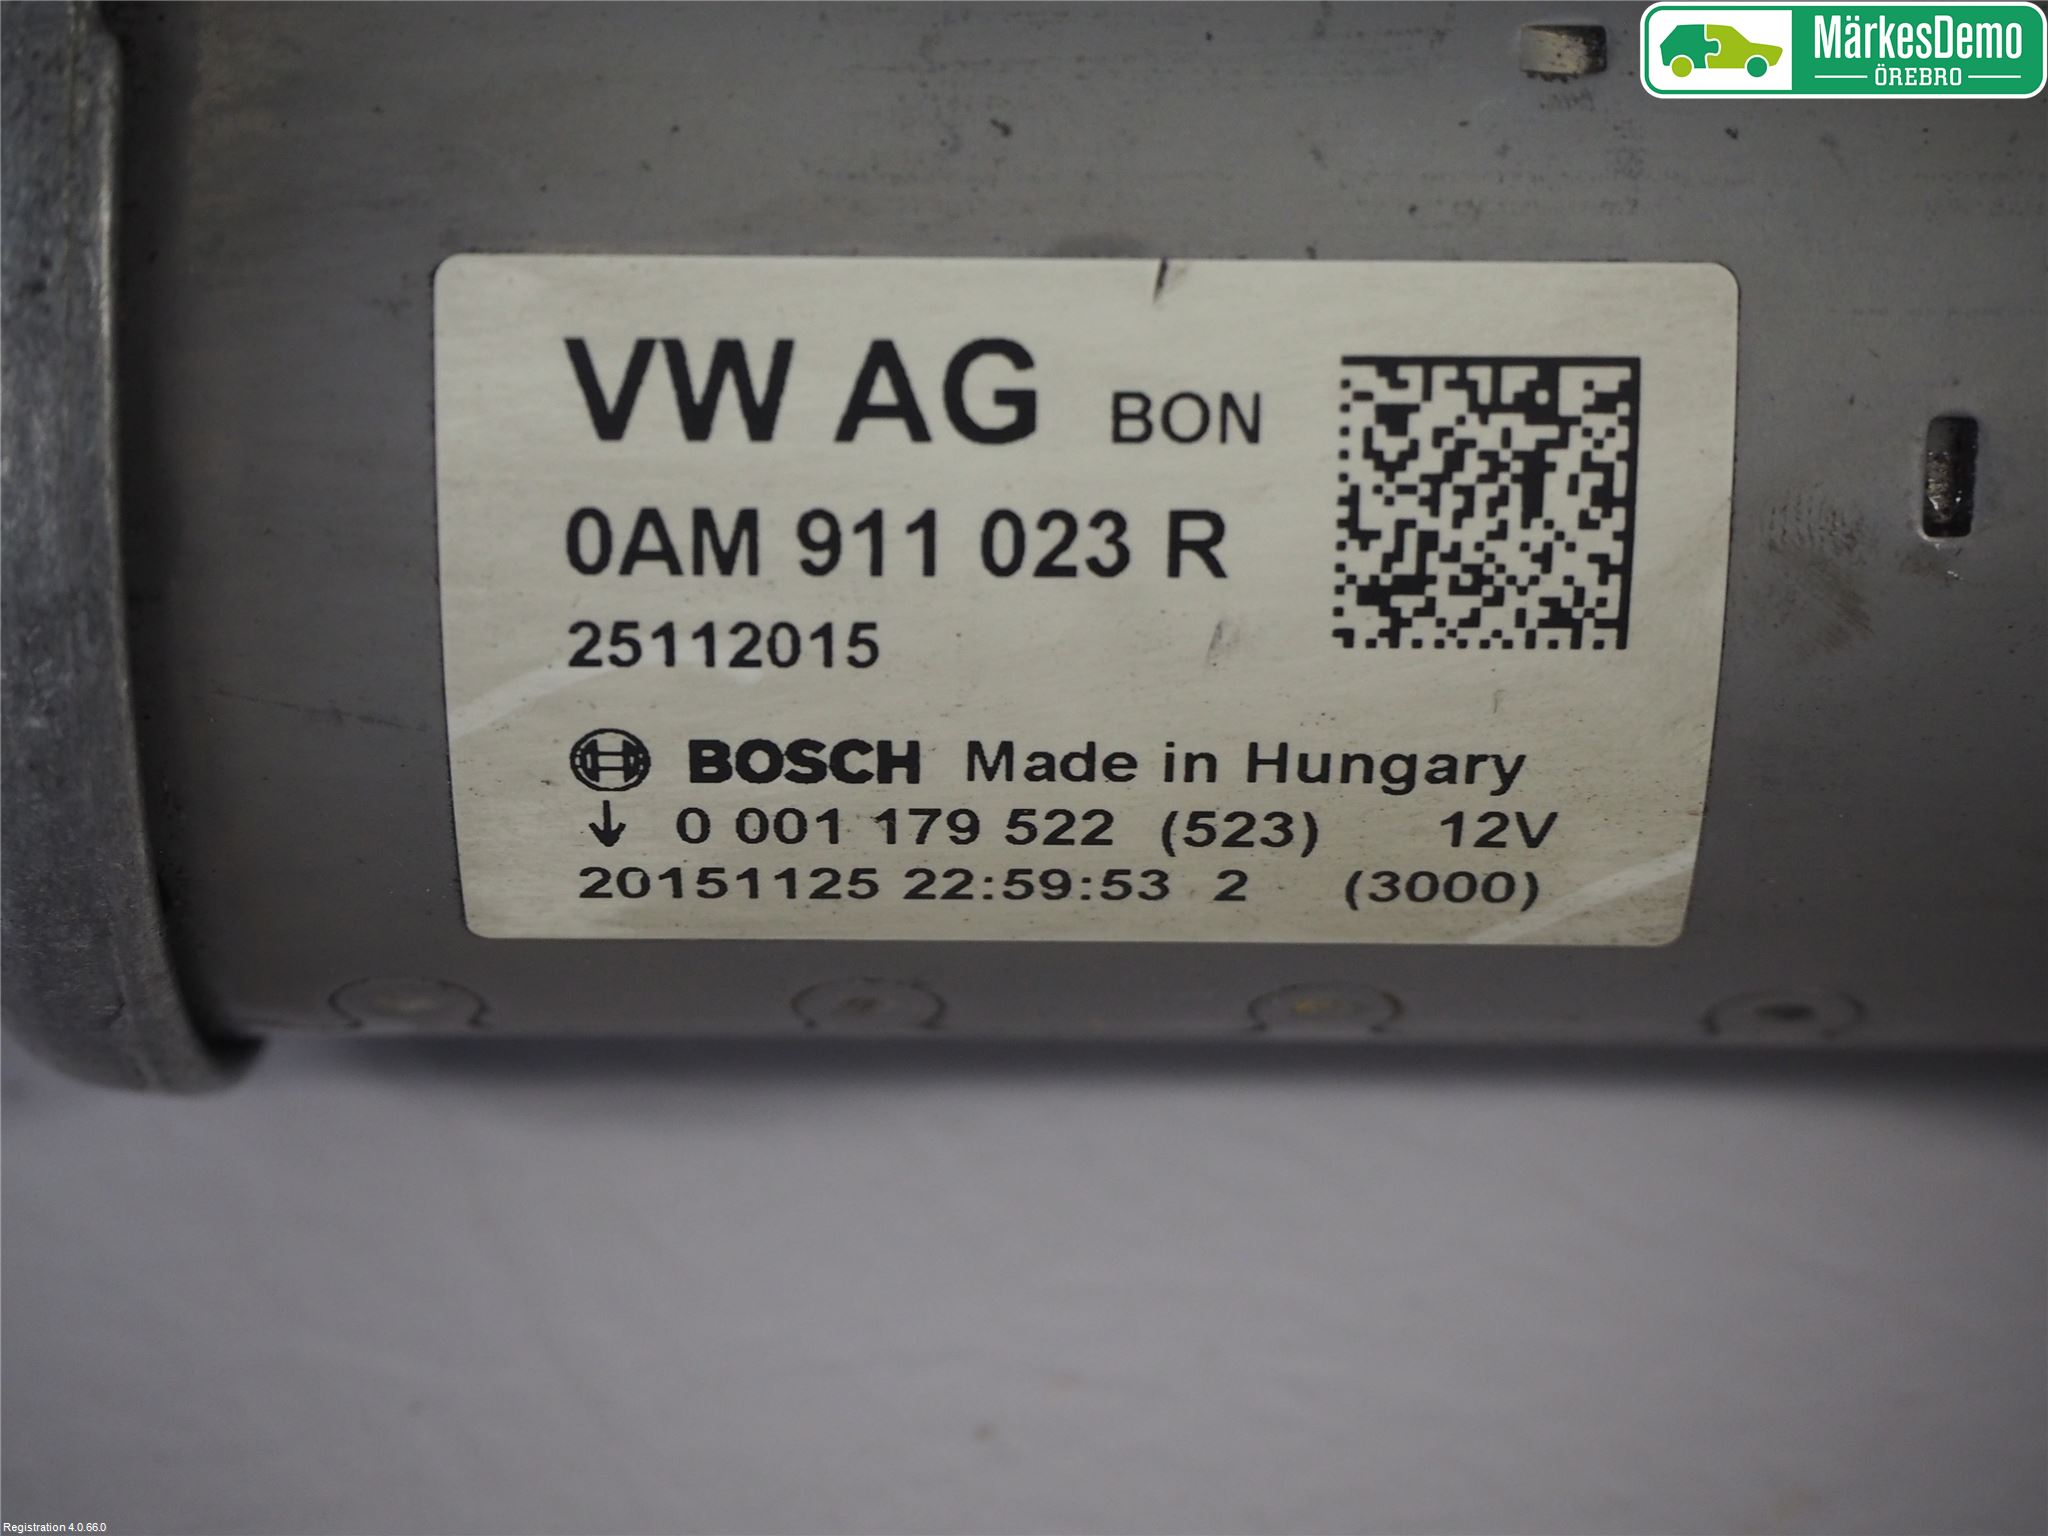 MärkesDemo
ÖREBRO
VW AG BON
0AM 911 023 R
25112015
BOSCH Made in Hungary
↓ 0 001 179 522 (523) 12V
20151125 22:59:53 2 (3000)
Registration 4.0.66.0